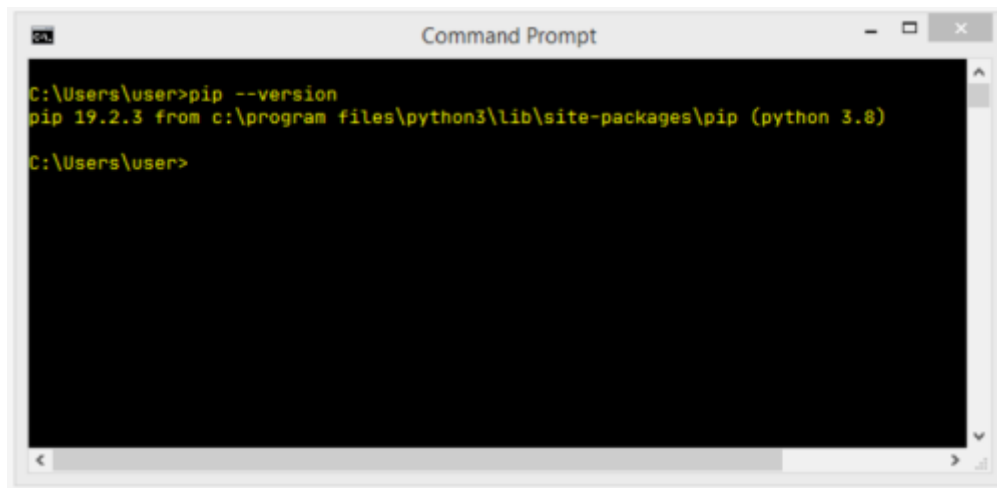 Command Prompt
C:\Users\user>pip --version
pip 19.2.3 from c:\program files\python3\lib\site-packages\pip (python 3.8)
C:\Users\user>